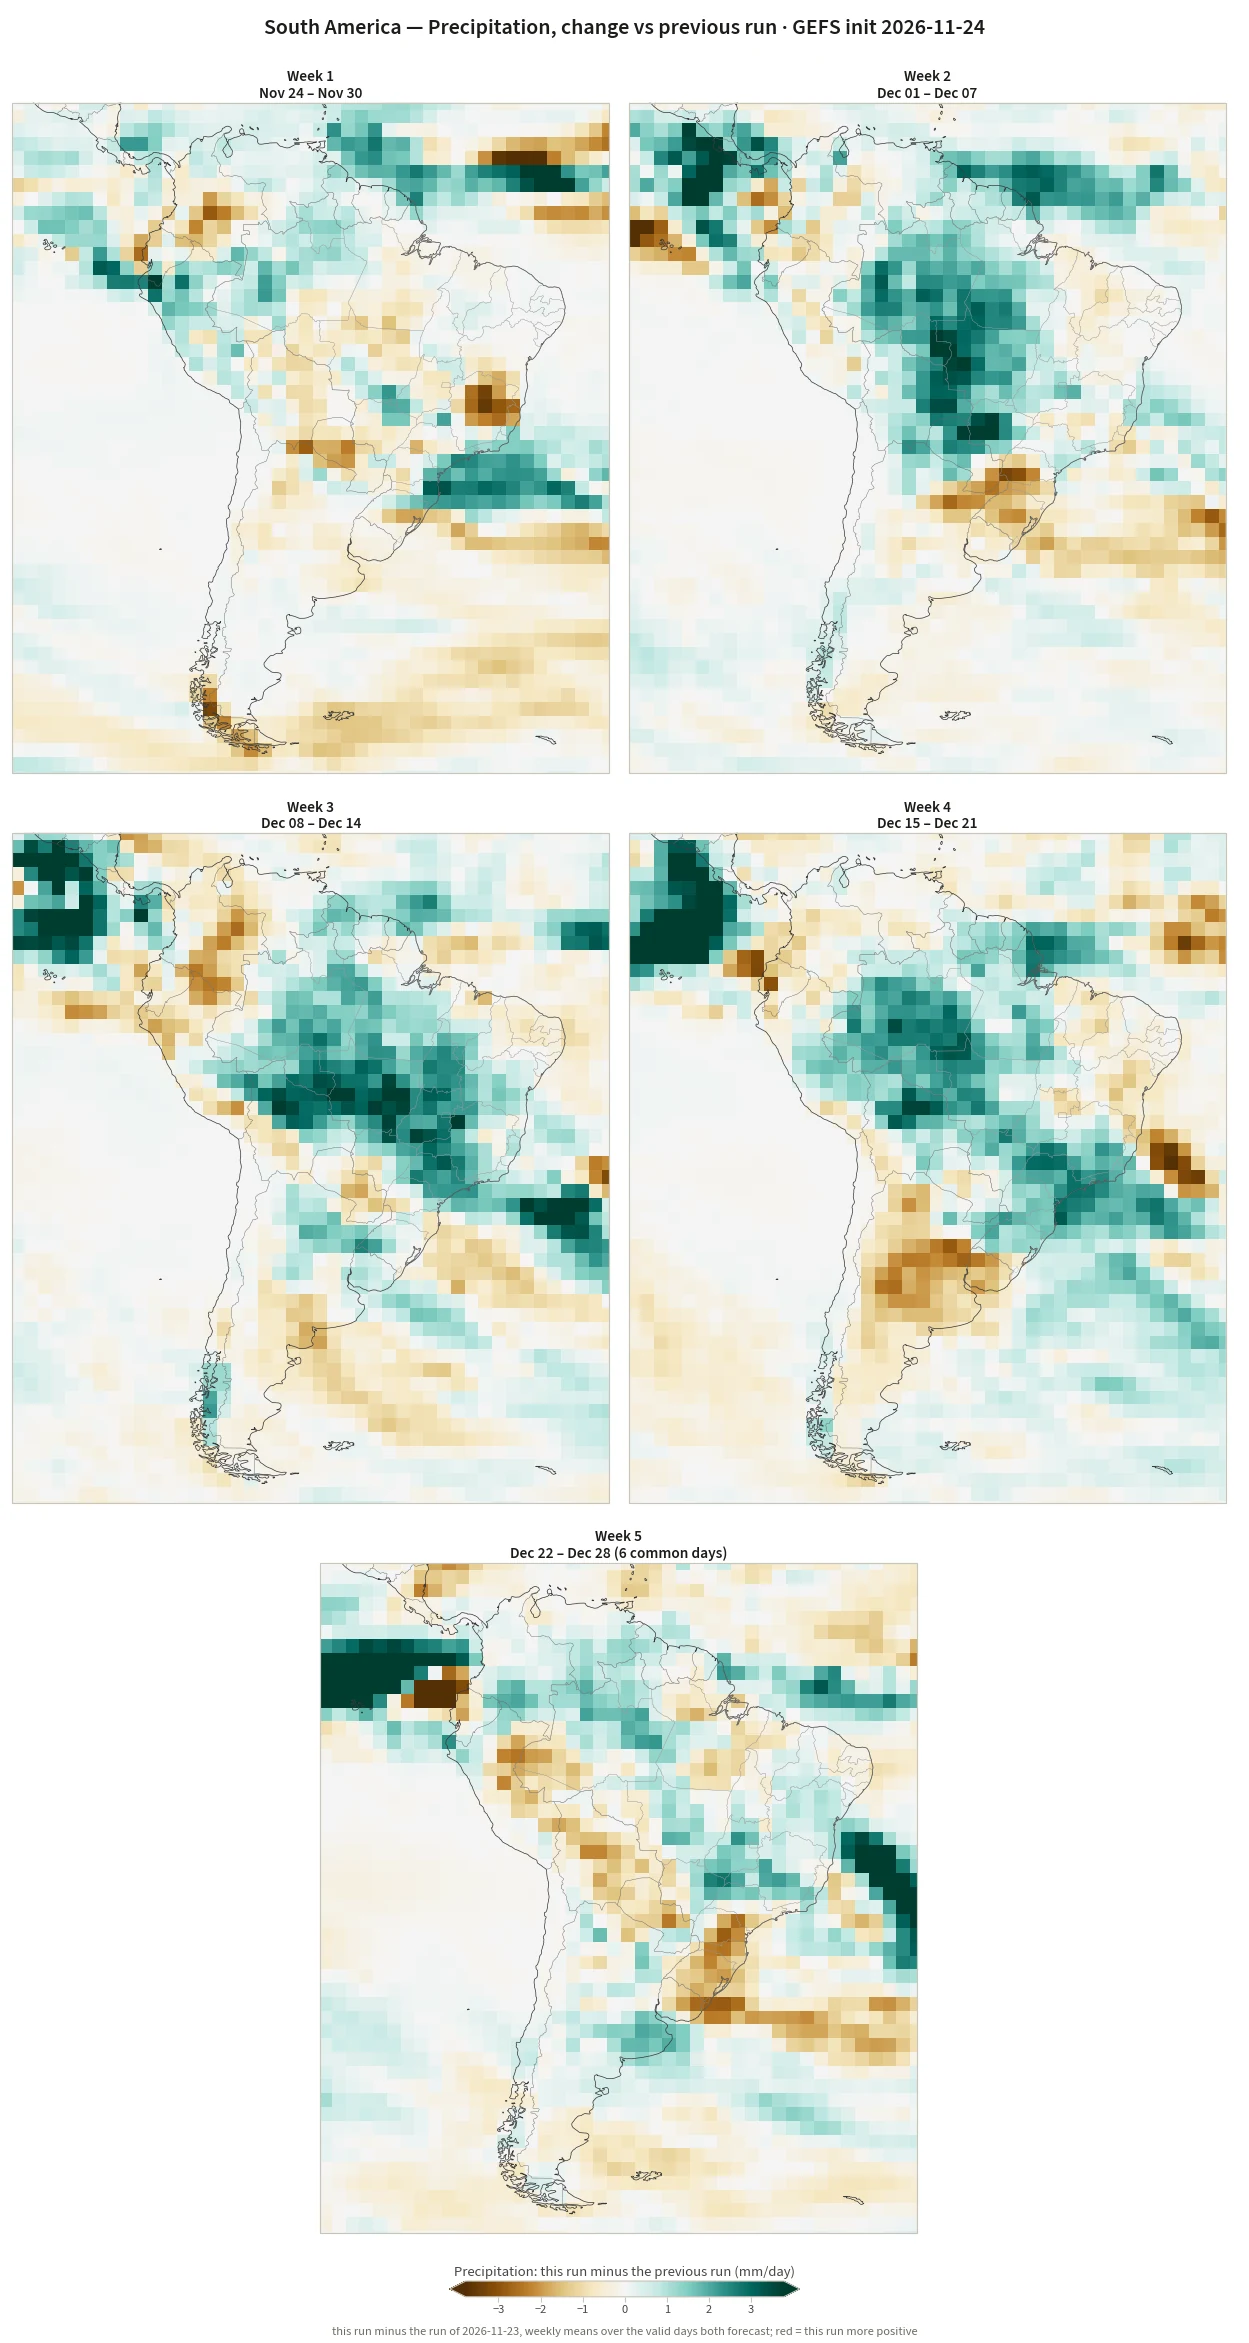 South America — Precipitation, change vs previous run · GEFS init 2026-11-24
Week 1
Nov 24 – Nov 30
Week 2
Dec 01 – Dec 07
Week 3
Dec 08 – Dec 14
Week 4
Dec 15 – Dec 21
Week 5
Dec 22 – Dec 28 (6 common days)
Precipitation: this run minus the previous run (mm/day)
−3 −2 −1 0 1 2 3
this run minus the run of 2026-11-23, weekly means over the valid days both forecast; red = this run more positive